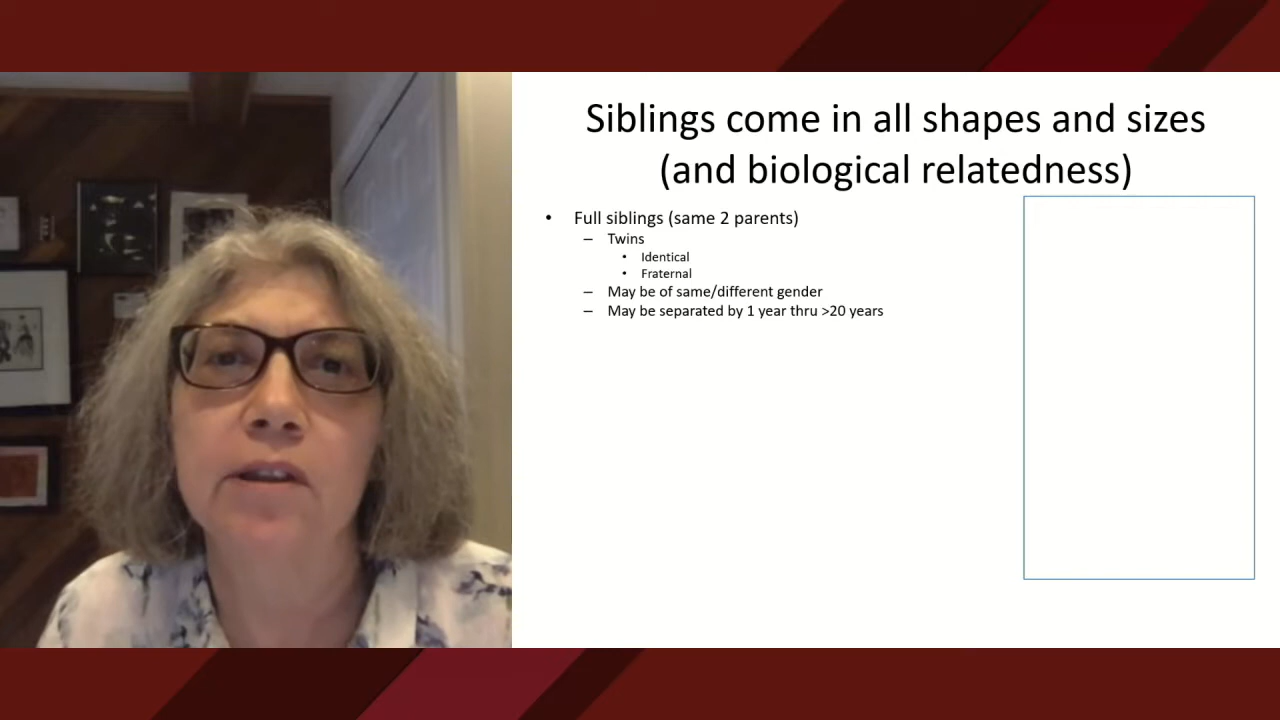 Siblings come in all shapes and sizes
(and biological relatedness)
• Full siblings (same 2 parents)
– Twins
• Identical
• Fraternal
– May be of same/different gender
– May be separated by 1 year thru >20 years